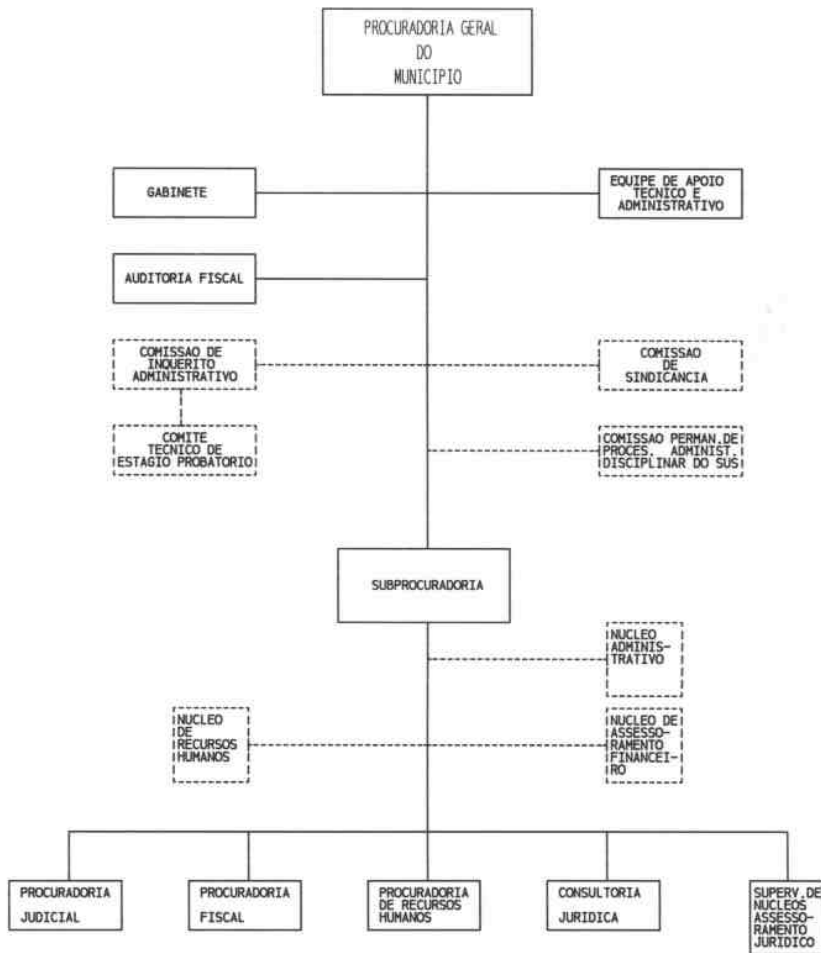 PROCURADORIA GERAL
DO
MUNICIPIO
GABINETE
EQUIPE DE APOIO
TECNICO E
ADMINISTRATIVO
AUDITORIA FISCAL
COMISSAO DE
INQUERITO
ADMINISTRATIVO
COMISSAO
DE
SINDICANCIA
COMITE
TECNICO DE
ESTAGIO PROBATORIO
COMISSAO PERMAN.DE
PROCES. ADMINIST.
DISCIPLINAR DO SUS
SUBPROCURADORIA
NUCLEO
ADMINIS-
TRATIVO
NUCLEO
DE
RECURSOS
HUMANOS
NUCLEO DE
ASSESSO-
RAMENTO
FINANCEI-
RO
PROCURADORIA
JUDICIAL
PROCURADORIA
FISCAL
PROCURADORIA
DE RECURSOS
HUMANOS
CONSULTORIA
JURIDICA
SUPERV.DE
NUCLEOS
ASSESSO-
RAMENTO
JURIDICO